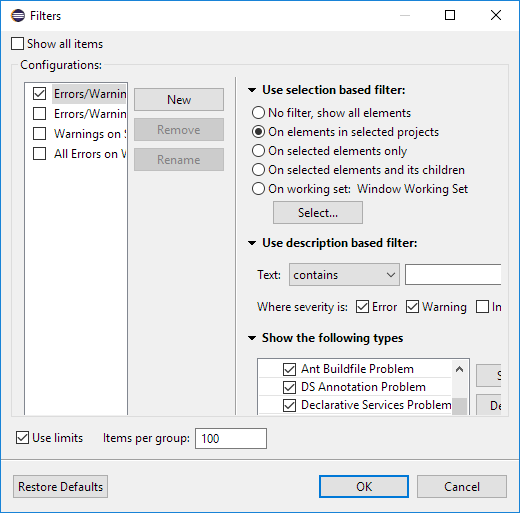 Filters
Show all items
Configurations:
Errors/Warnin
Errors/Warnin
Warnings on S
All Errors on W
New
Remove
Rename
Use selection based filter:
No filter, show all elements
On elements in selected projects
On selected elements only
On selected elements and its children
On working set: Window Working Set
Select...
Use description based filter:
Text: contains
Where severity is: Error Warning In
Show the following types
Ant Buildfile Problem
DS Annotation Problem
Declarative Services Problem
S
De
Use limits Items per group: 100
Restore Defaults OK Cancel